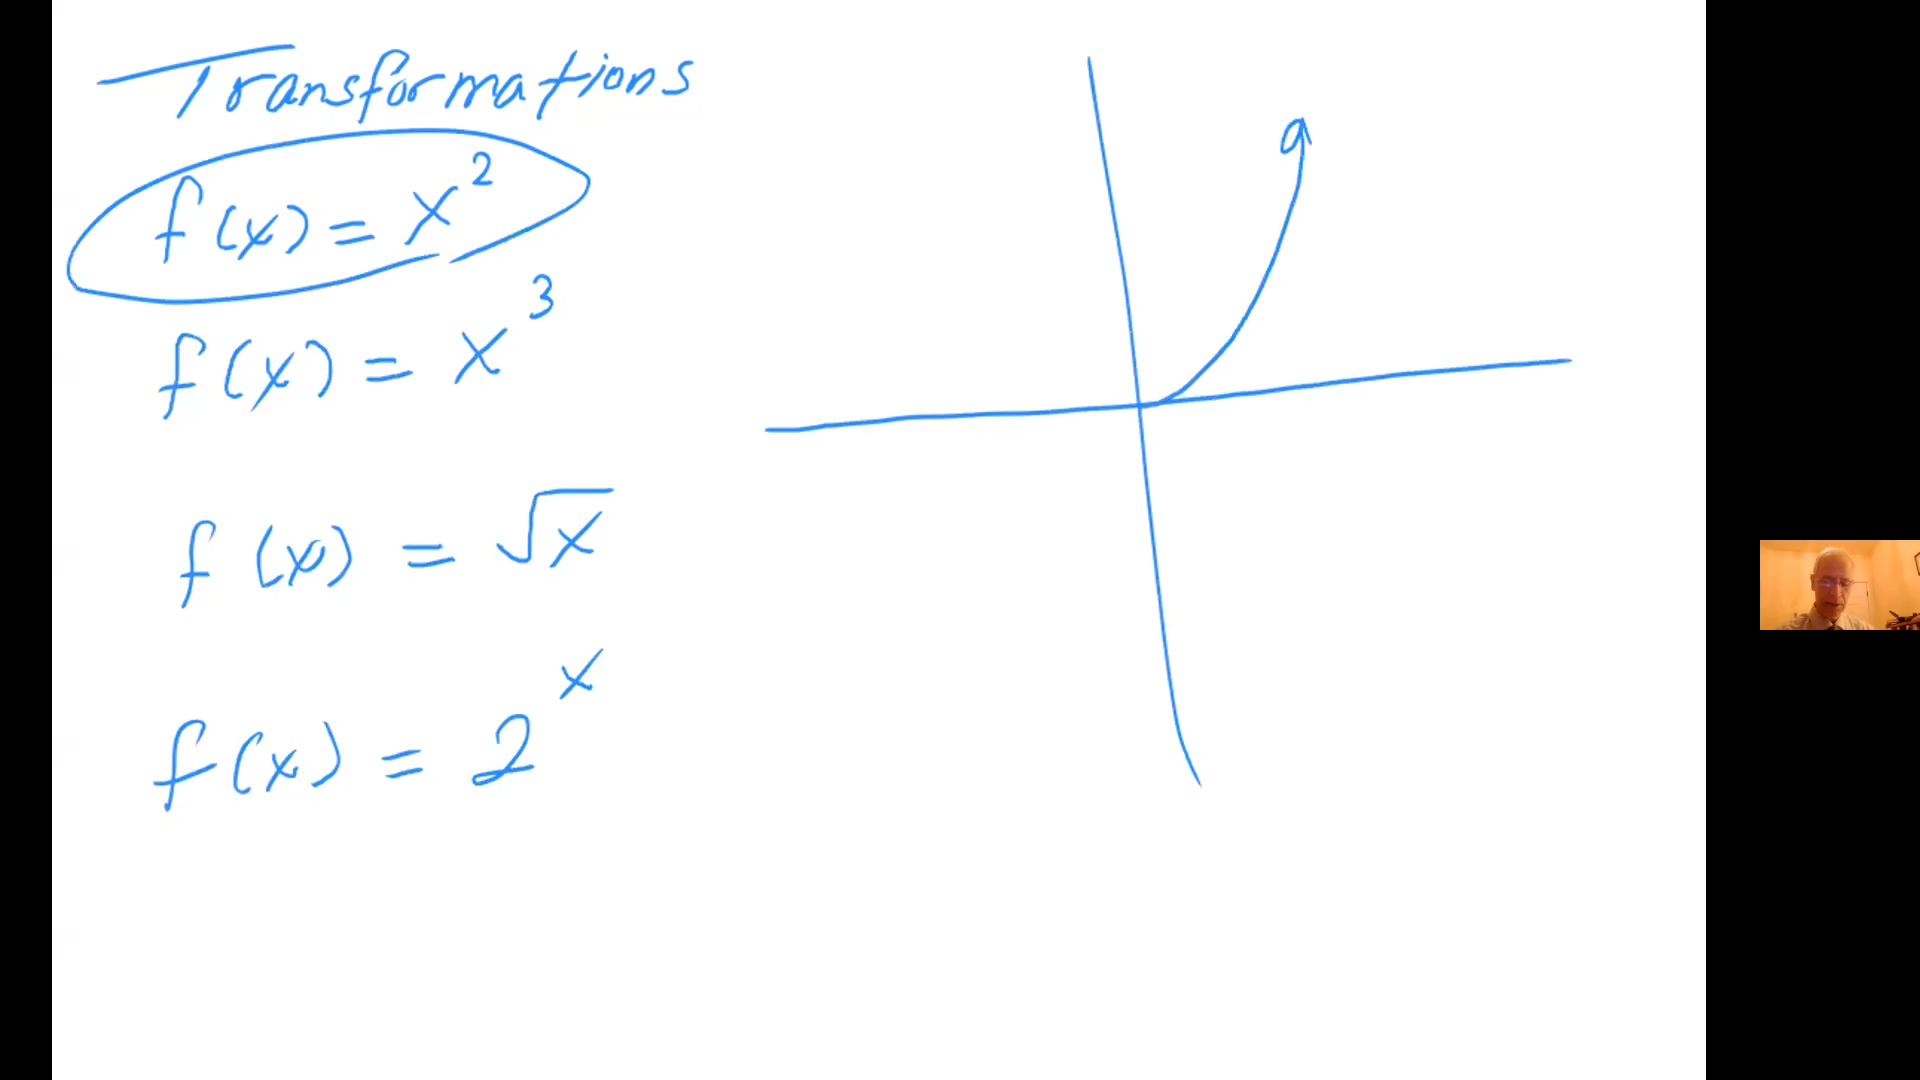 Transformations
f(x) = x²
f(x) = x³
f(x) = √x
f(x) = 2ˣ